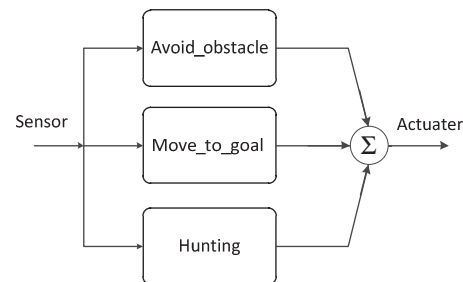 Avoid_obstacle
Sensor
Move_to_goal
Σ
Actuater
Hunting